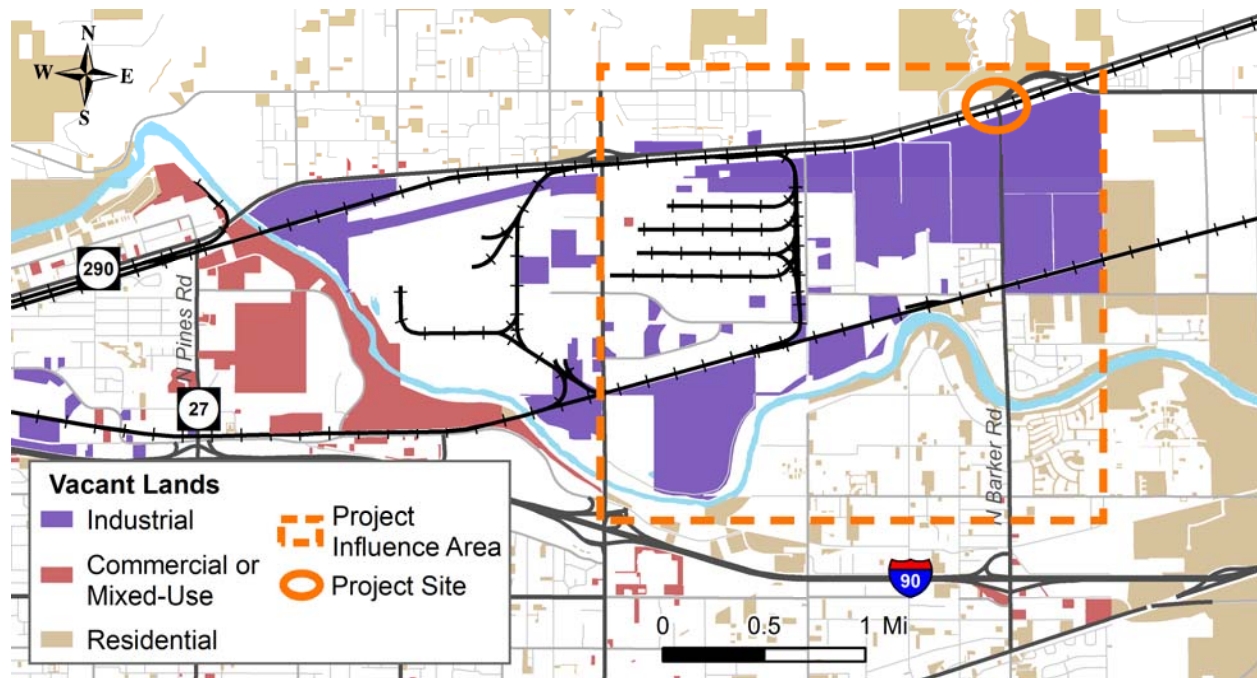 N
W
E
S
290
N Pines Rd
27
N Barker Rd
Vacant Lands
Industrial
Commercial or
Mixed-Use
Residential
Project
Influence Area
Project Site
90
0
0.5
1 Mi